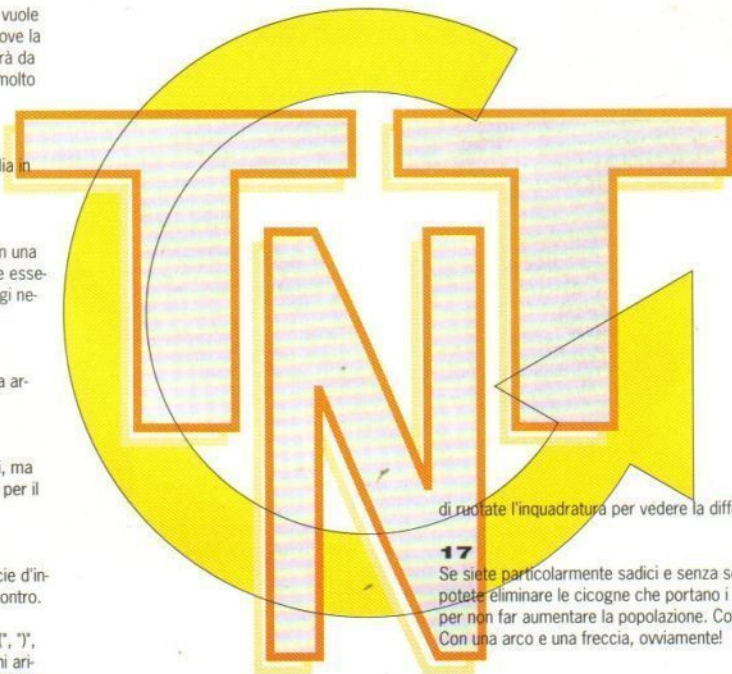 vuole
ove la
rà da
molto
lia in
n una
e esse-
gi ne-
a ar-
i, ma
per il
cie d'in-
contro.
", ")",
ni ari-
TNT
di ruotate l'inquadratura per vedere la diff
17
Se siete particolarmente sadici e senza s
potete eliminare le cicogne che portano i
per non far aumentare la popolazione. Co
Con una arco e una freccia, ovviamente!